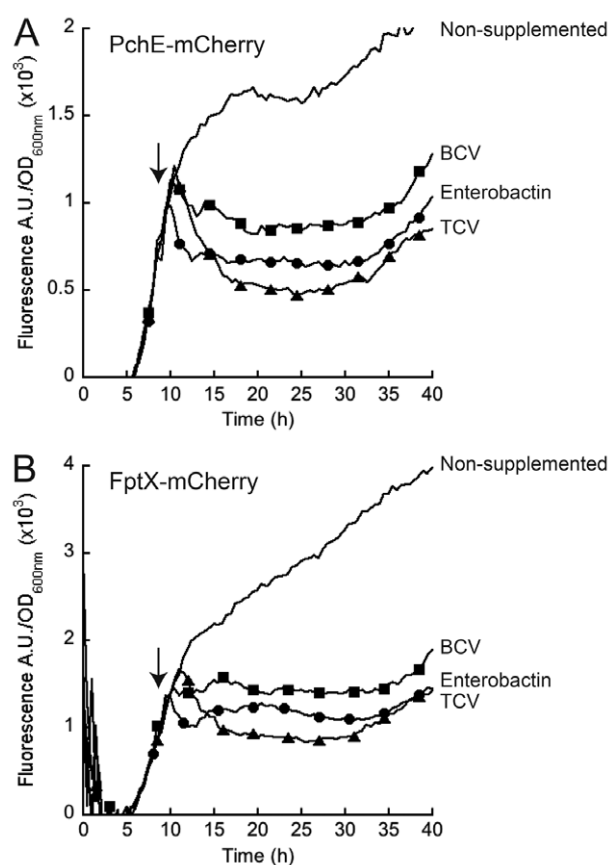 A
PchE-mCherry
Non-supplemented
BCV
Enterobactin
TCV
Fluorescence A.U./OD600nm (x10³)
2
1.5
1
0.5
0
0 5 10 15 20 25 30 35 40
Time (h)
B
FptX-mCherry
Non-supplemented
BCV
Enterobactin
TCV
Fluorescence A.U./OD600nm (x10³)
4
3
2
1
0
0 5 10 15 20 25 30 35 40
Time (h)